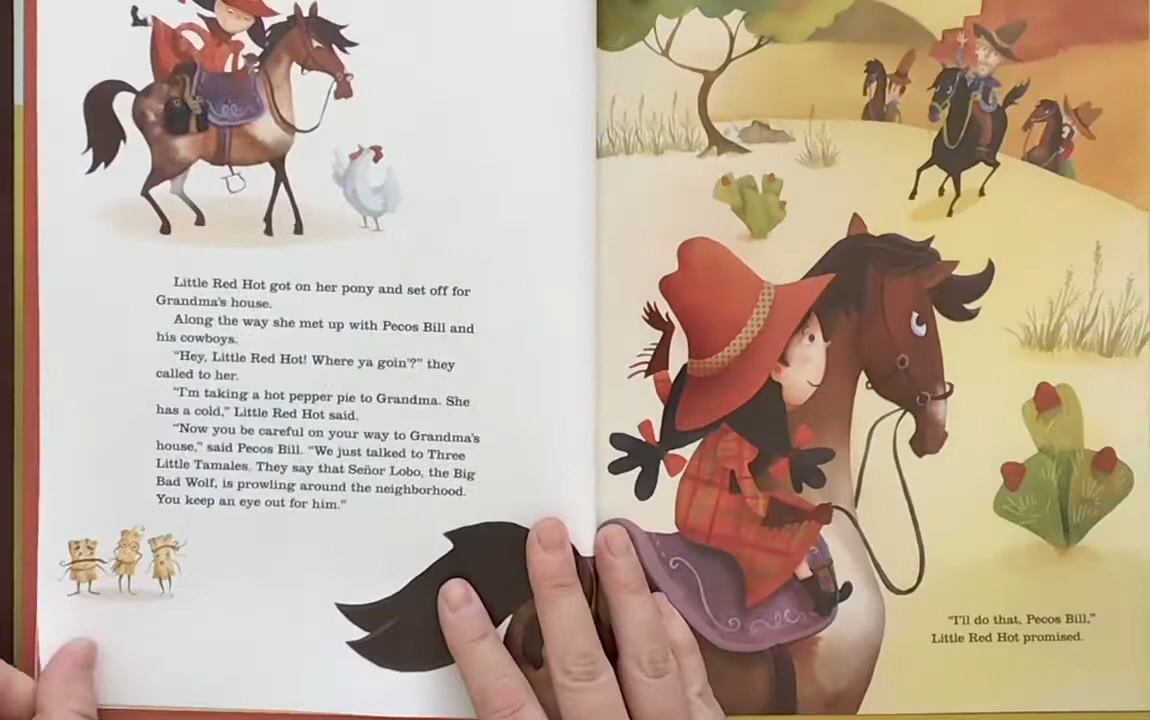 Little Red Hot got on her pony and set off for
Grandma's house.
Along the way she met up with Pecos Bill and
his cowboys.
"Hey, Little Red Hot! Where ya goin'?" they
called to her.
"I'm taking a hot pepper pie to Grandma. She
has a cold," Little Red Hot said.
"Now you be careful on your way to Grandma's
house," said Pecos Bill. "We just talked to Three
Little Tamales. They say that Señor Lobo, the Big
Bad Wolf, is prowling around the neighborhood.
You keep an eye out for him."
"I'll do that, Pecos Bill,"
Little Red Hot promised.